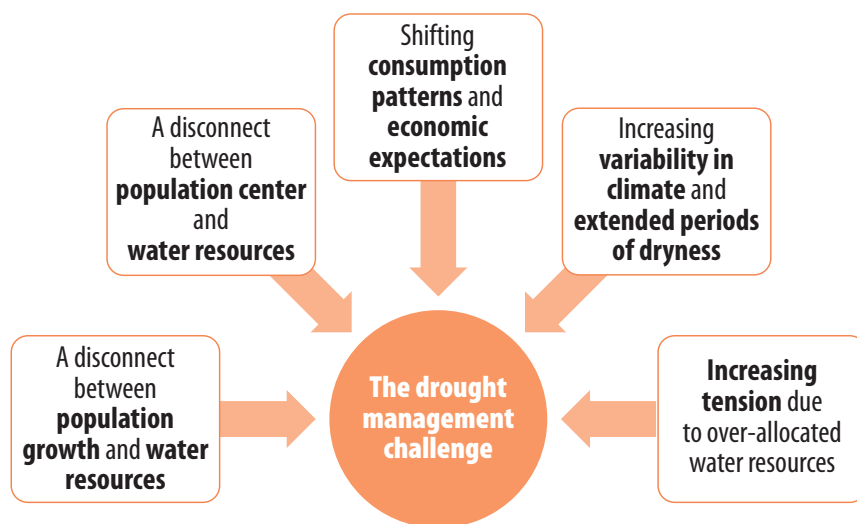 Shifting
consumption
patterns and
economic
expectations
A disconnect
between
population center
and
water resources
Increasing
variability in
climate and
extended periods
of dryness
A disconnect
between
population
growth and water
resources
The drought
management
challenge
Increasing
tension due
to over-allocated
water resources